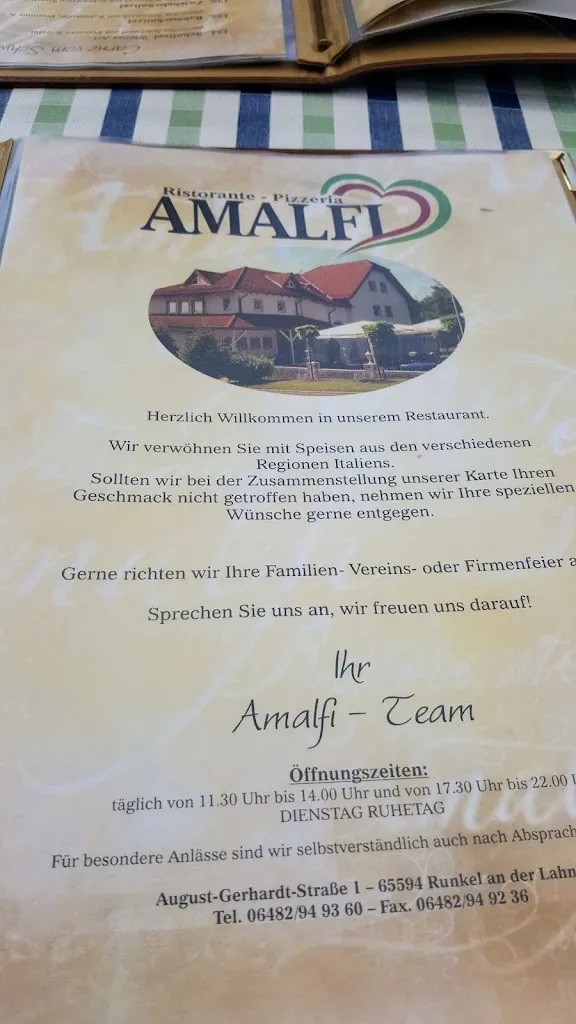 Carne vom Schw
Ristorante - Pizzeria
AMALFI
Herzlich Willkommen in unserem Restaurant.
Wir verwöhnen Sie mit Speisen aus den verschiedenen
Regionen Italiens.
Sollten wir bei der Zusammenstellung unserer Karte Ihren
Geschmack nicht getroffen haben, nehmen wir Ihre speziellen
Wünsche gerne entgegen.
Gerne richten wir Ihre Familien- Vereins- oder Firmenfeier a
Sprechen Sie uns an, wir freuen uns darauf!
Ihr
Amalfi - Team
Öffnungszeiten:
täglich von 11.30 Uhr bis 14.00 Uhr und von 17.30 Uhr bis 22.00 U
DIENSTAG RUHETAG
Für besondere Anlässe sind wir selbstverständlich auch nach Absprach
August-Gerhardt-Straße 1 – 65594 Runkel an der Lahn
Tel. 06482/94 93 60 – Fax. 06482/94 92 36